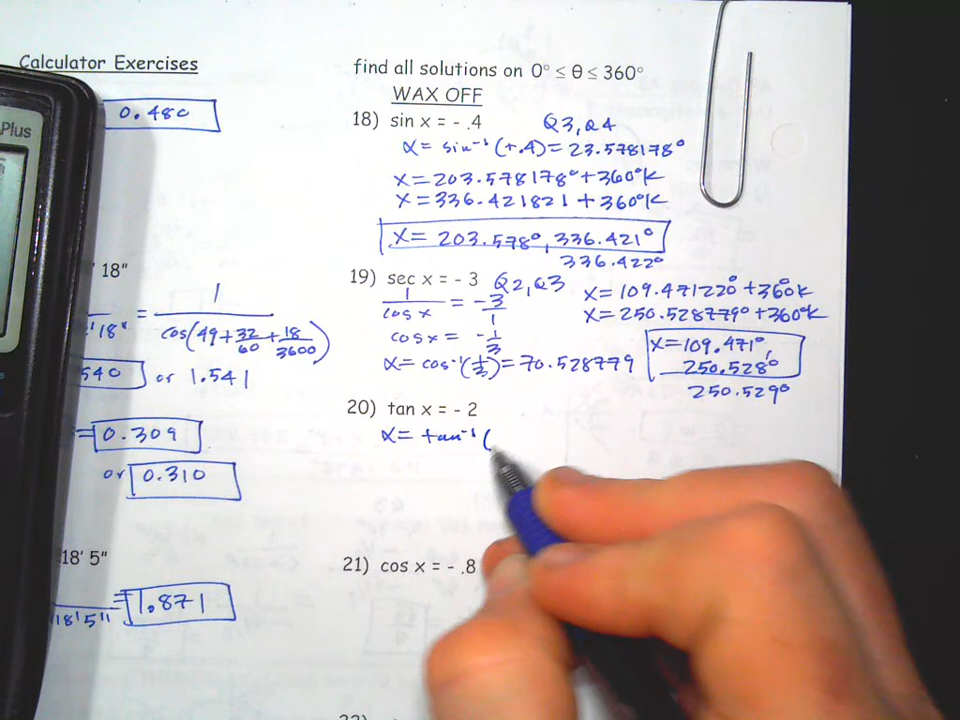 Plus
Calculator Exercises
0.480
' 18"
1
' 18" = cos(49 + 32/60 + 18/3600)
540 or 1.541
= 0.309
or 0.310
18' 5"
= 1.871
18' 5"
find all solutions on 0° ≤ θ ≤ 360°
WAX OFF
18) sin x = - .4 Q3, Q4
α = sin⁻¹ (+.4) = 23.578178°
x = 203.578178° + 360°k
x = 336.421821 + 360°k
x = 203.578°, 336.421°
336.422°
19) sec x = - 3 Q2, Q3
1/cos x = -3/1
cos x = -1/3
α = cos⁻¹ (1/3) = 70.528779
x = 109.471220° + 360°k
x = 250.528779° + 360°k
x = 109.471°,
250.528°
250.529°
20) tan x = - 2
α = tan⁻¹ (
21) cos x = - .8